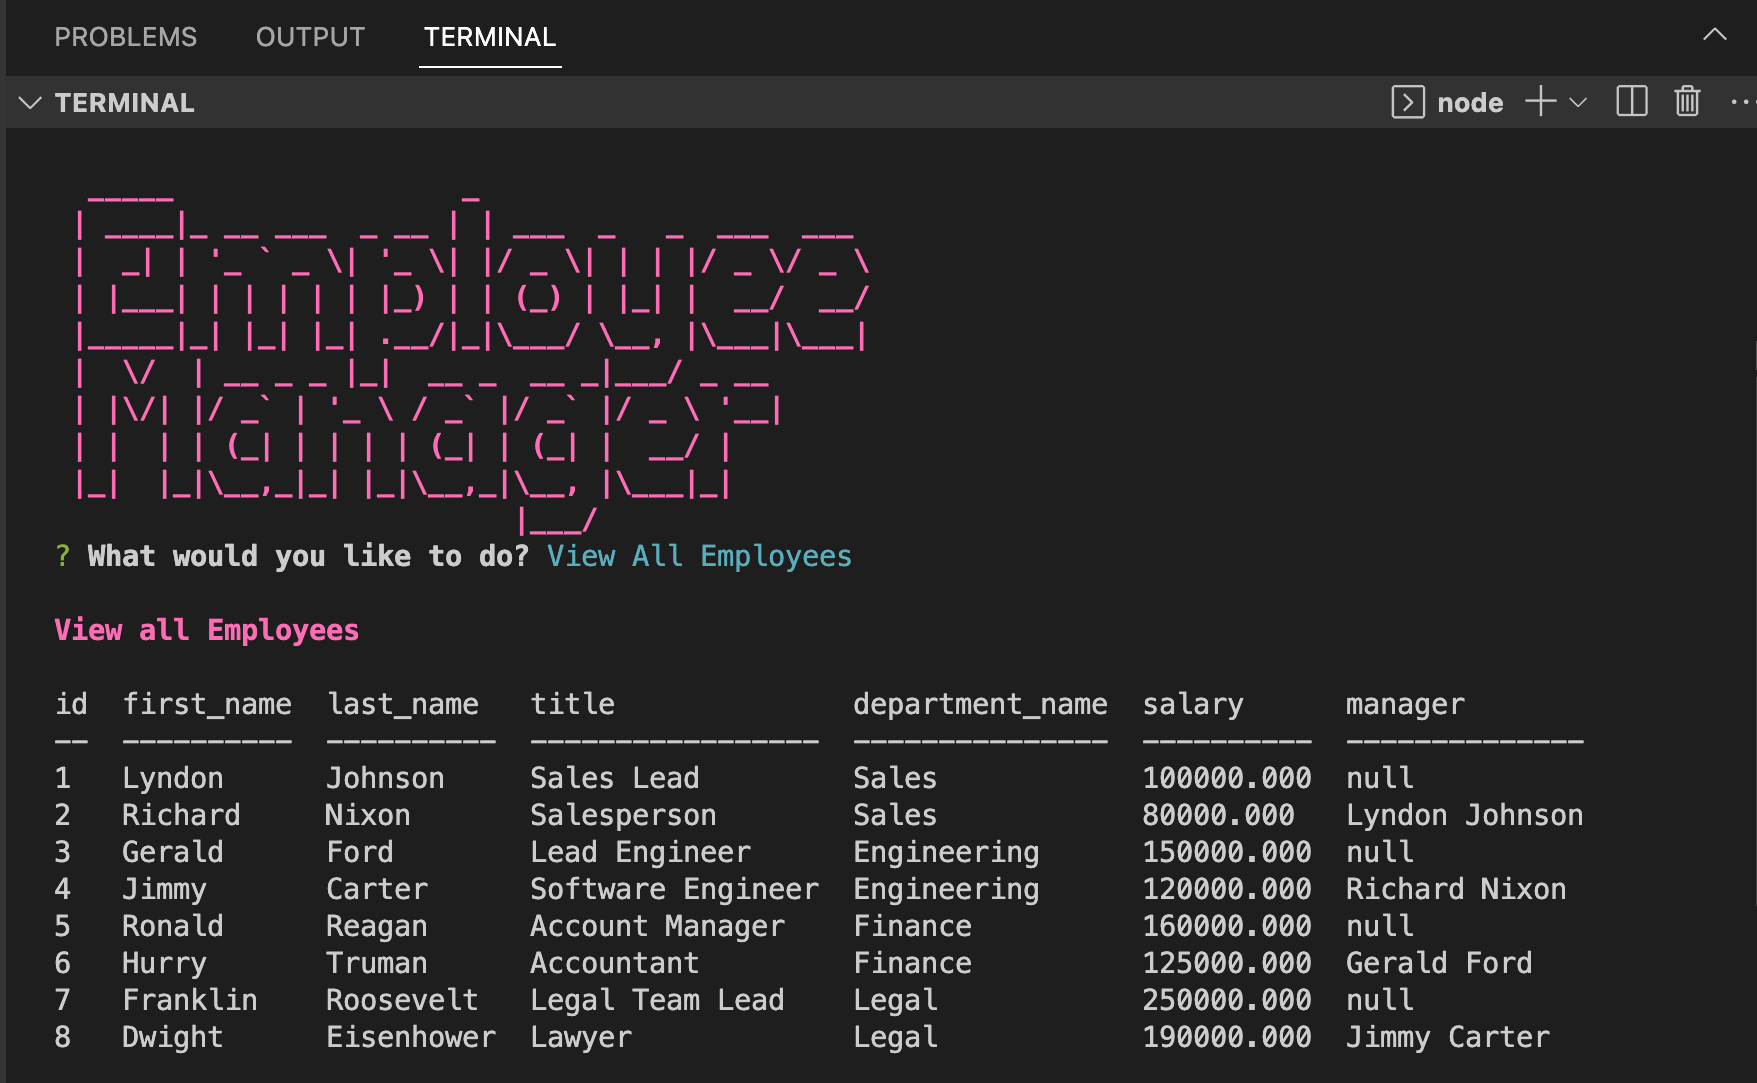 PROBLEMS OUTPUT TERMINAL
TERMINAL node
Employee
Manager
? What would you like to do? View All Employees
View all Employees
id first_name last_name title department_name salary manager
-- ---------- ---------- ----------------- --------------- ---------- --------------
1 Lyndon Johnson Sales Lead Sales 100000.000 null
2 Richard Nixon Salesperson Sales 80000.000 Lyndon Johnson
3 Gerald Ford Lead Engineer Engineering 150000.000 null
4 Jimmy Carter Software Engineer Engineering 120000.000 Richard Nixon
5 Ronald Reagan Account Manager Finance 160000.000 null
6 Hurry Truman Accountant Finance 125000.000 Gerald Ford
7 Franklin Roosevelt Legal Team Lead Legal 250000.000 null
8 Dwight Eisenhower Lawyer Legal 190000.000 Jimmy Carter